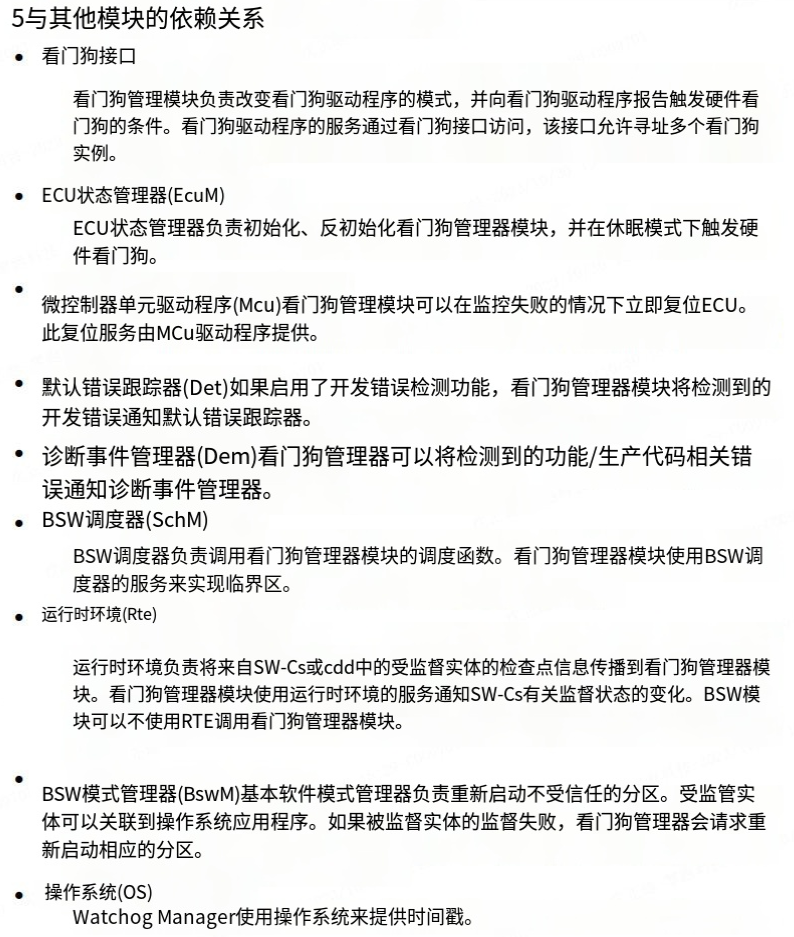 5与其他模块的依赖关系
• 看门狗接口
看门狗管理模块负责改变看门狗驱动程序的模式，并向看门狗驱动程序报告触发硬件看
门狗的条件。看门狗驱动程序的服务通过看门狗接口访问，该接口允许寻址多个看门狗
实例。
• ECU状态管理器(EcuM)
ECU状态管理器负责初始化、反初始化看门狗管理器模块，并在休眠模式下触发硬
件看门狗。
•
微控制器单元驱动程序(Mcu)看门狗管理模块可以在监控失败的情况下立即复位ECU。
此复位服务由MCu驱动程序提供。
• 默认错误跟踪器(Det)如果启用了开发错误检测功能，看门狗管理器模块将检测到的
开发错误通知默认错误跟踪器。
• 诊断事件管理器(Dem)看门狗管理器可以将检测到的功能/生产代码相关错
误通知诊断事件管理器。
• BSW调度器(SchM)
BSW调度器负责调用看门狗管理器模块的调度函数。看门狗管理器模块使用BSW调
度器的服务来实现临界区。
• 运行时环境(Rte)
运行时环境负责将来自SW-Cs或cdd中的受监督实体的检查点信息传播到看门狗管理器模
块。看门狗管理器模块使用运行时环境的服务通知SW-Cs有关监督状态的变化。BSW模
块可以不使用RTE调用看门狗管理器模块。
•
BSW模式管理器(BswM)基本软件模式管理器负责重新启动不受信任的分区。受监管实
体可以关联到操作系统应用程序。如果被监督实体的监督失败，看门狗管理器会请求重
新启动相应的分区。
• 操作系统(OS)
Watchog Manager使用操作系统来提供时间戳。